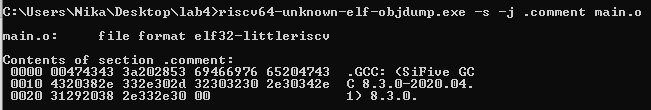 C:\Users\Nika\Desktop\lab4>riscv64-unknown-elf-objdump.exe -s -j .comment main.o
main.o:     file format elf32-littleriscv
Contents of section .comment:
 0000 00474343 3a202853 69466976 65204743  .GCC: (SiFive GC
 0010 4320382e 332e302d 32303230 2e30342e  C 8.3.0-2020.04.
 0020 31292038 2e332e30 00                 1) 8.3.0.